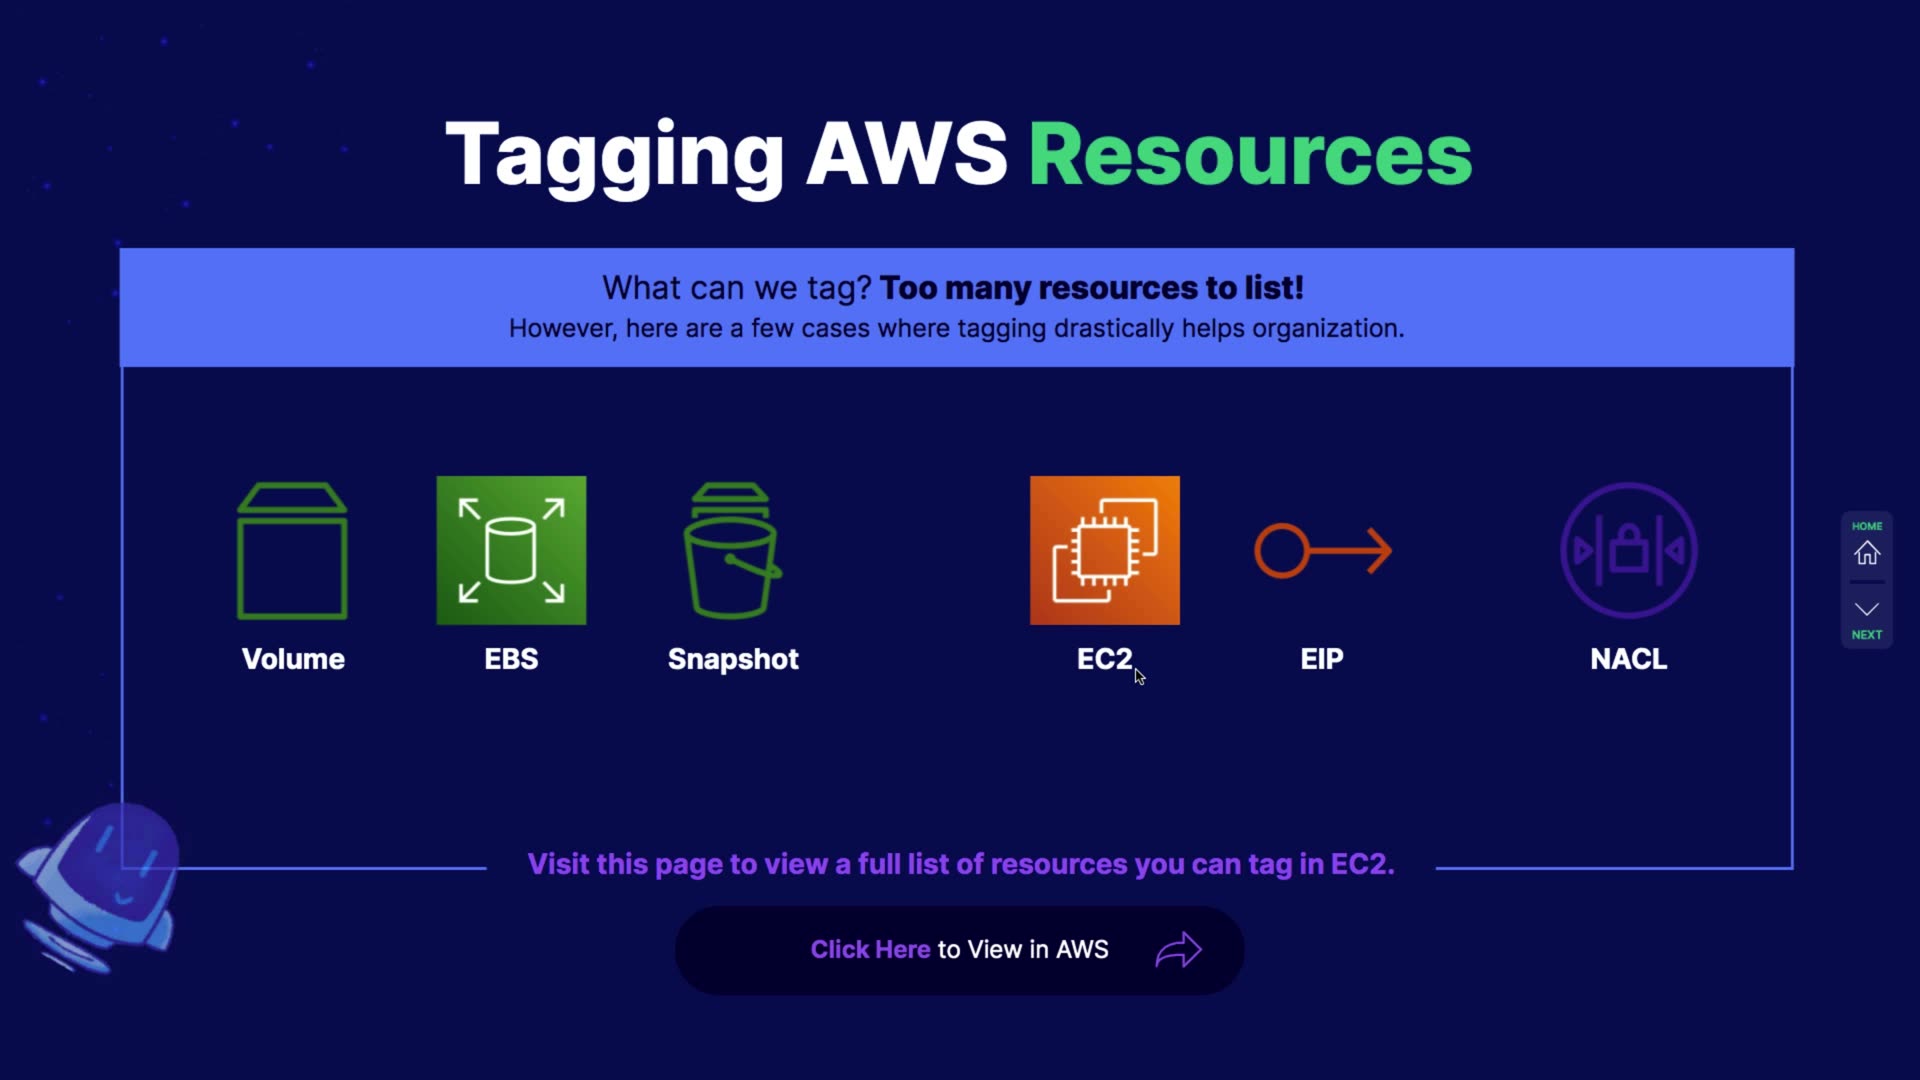 Tagging AWS Resources
What can we tag? Too many resources to list!
However, here are a few cases where tagging drastically helps organization.
Volume
EBS
Snapshot
EC2
EIP
NACL
HOME
NEXT
Visit this page to view a full list of resources you can tag in EC2.
Click Here to View in AWS